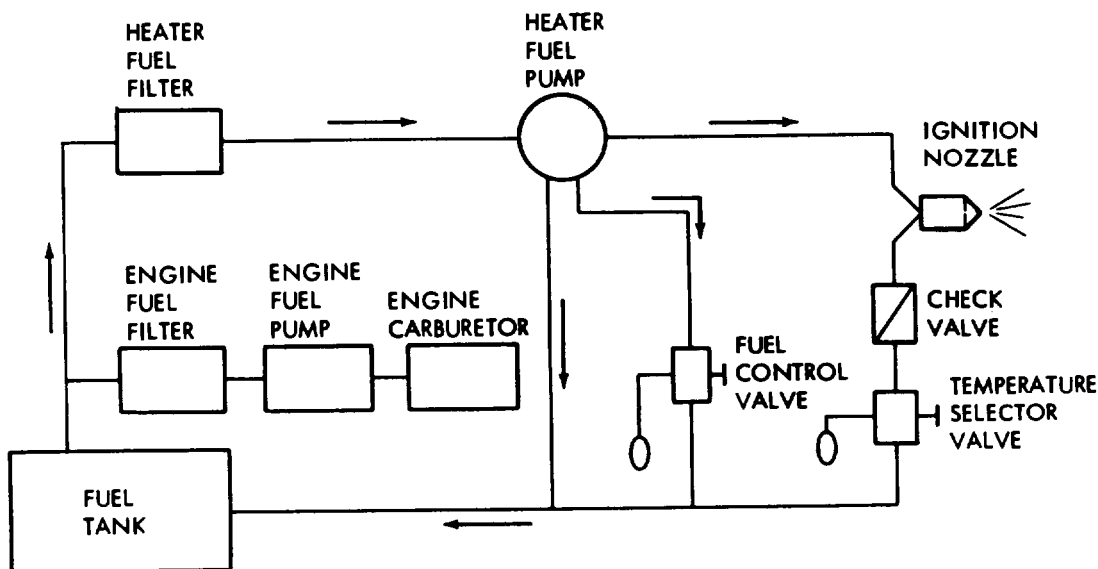 HEATER
FUEL
FILTER
HEATER
FUEL
PUMP
IGNITION
NOZZLE
ENGINE
FUEL
FILTER
ENGINE
FUEL
PUMP
ENGINE
CARBURETOR
CHECK
VALVE
FUEL
CONTROL
VALVE
TEMPERATURE
SELECTOR
VALVE
FUEL
TANK